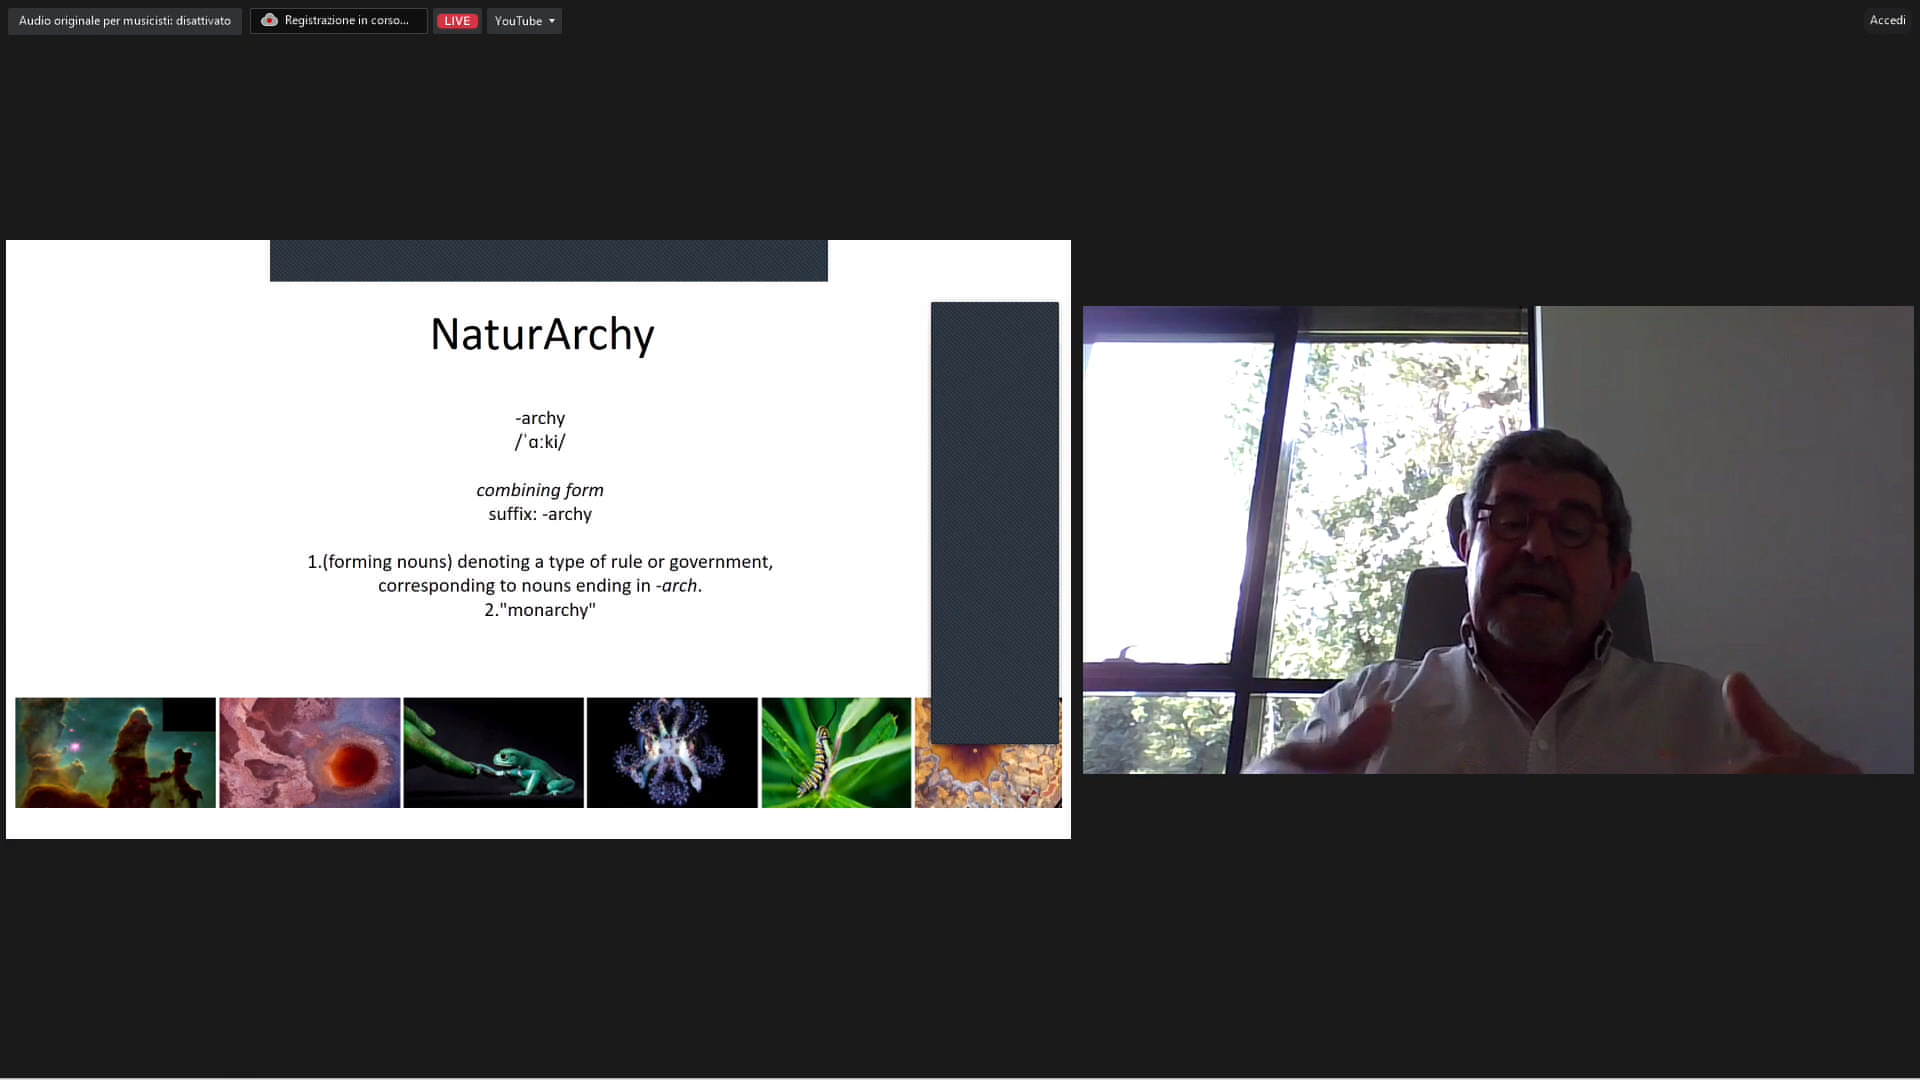 Audio originale per musicisti: disattivato
Registrazione in corso...
LIVE
YouTube
Accedi
NaturArchy
-archy
/ˈɑːki/
combining form
suffix: -archy
1.(forming nouns) denoting a type of rule or government,
corresponding to nouns ending in -arch.
2."monarchy"